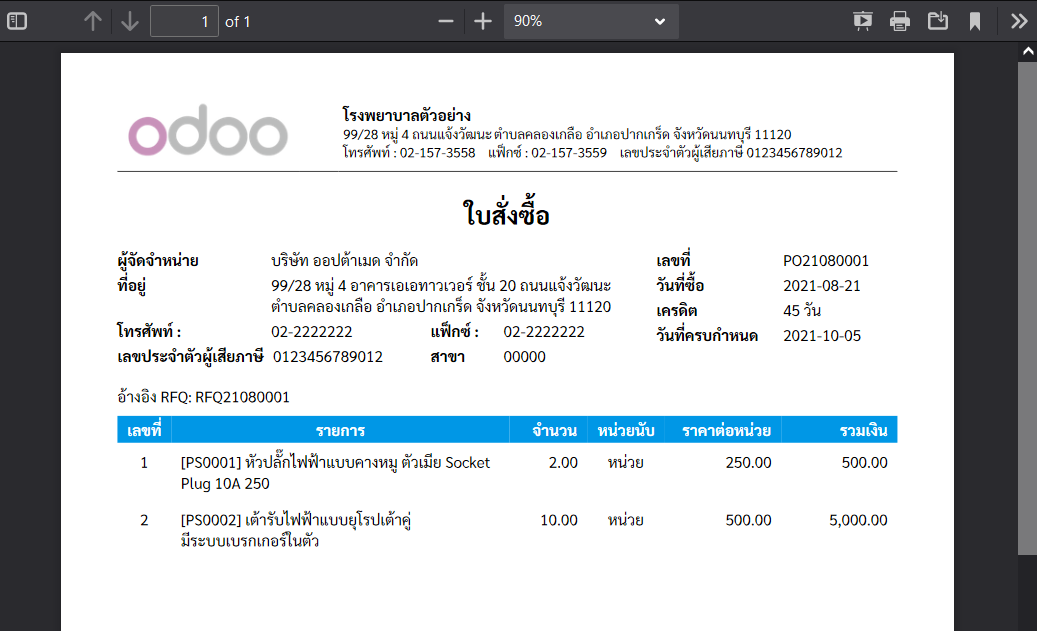 1 of 1
90%
odoo
โรงพยาบาลตัวอย่าง
99/28 หมู่ 4 ถนนแจ้งวัฒนะ ตำบลคลองเกลือ อำเภอปากเกร็ด จังหวัดนนทบุรี 11120
โทรศัพท์ : 02-157-3558 แฟ็กซ์ : 02-157-3559 เลขประจำตัวผู้เสียภาษี 0123456789012
ใบสั่งซื้อ
ผู้จัดจำหน่าย บริษัท ออปต้าเมด จำกัด เลขที่ PO21080001
ที่อยู่ 99/28 หมู่ 4 อาคารเอเอทาวเวอร์ ชั้น 20 ถนนแจ้งวัฒนะ วันที่ซื้อ 2021-08-21
ตำบลคลองเกลือ อำเภอปากเกร็ด จังหวัดนนทบุรี 11120 เครดิต 45 วัน
โทรศัพท์ : 02-2222222 แฟ็กซ์ : 02-2222222 วันที่ครบกำหนด 2021-10-05
เลขประจำตัวผู้เสียภาษี 0123456789012 สาขา 00000
อ้างอิง RFQ: RFQ21080001
เลขที่ รายการ จำนวน หน่วยนับ ราคาต่อหน่วย รวมเงิน
1 [PS0001] หัวปลั๊กไฟฟ้าแบบคางหมู ตัวเมีย Socket 2.00 หน่วย 250.00 500.00
Plug 10A 250
2 [PS0002] เต้ารับไฟฟ้าแบบยุโรปเต้าคู่ 10.00 หน่วย 500.00 5,000.00
มีระบบเบรกเกอร์ในตัว